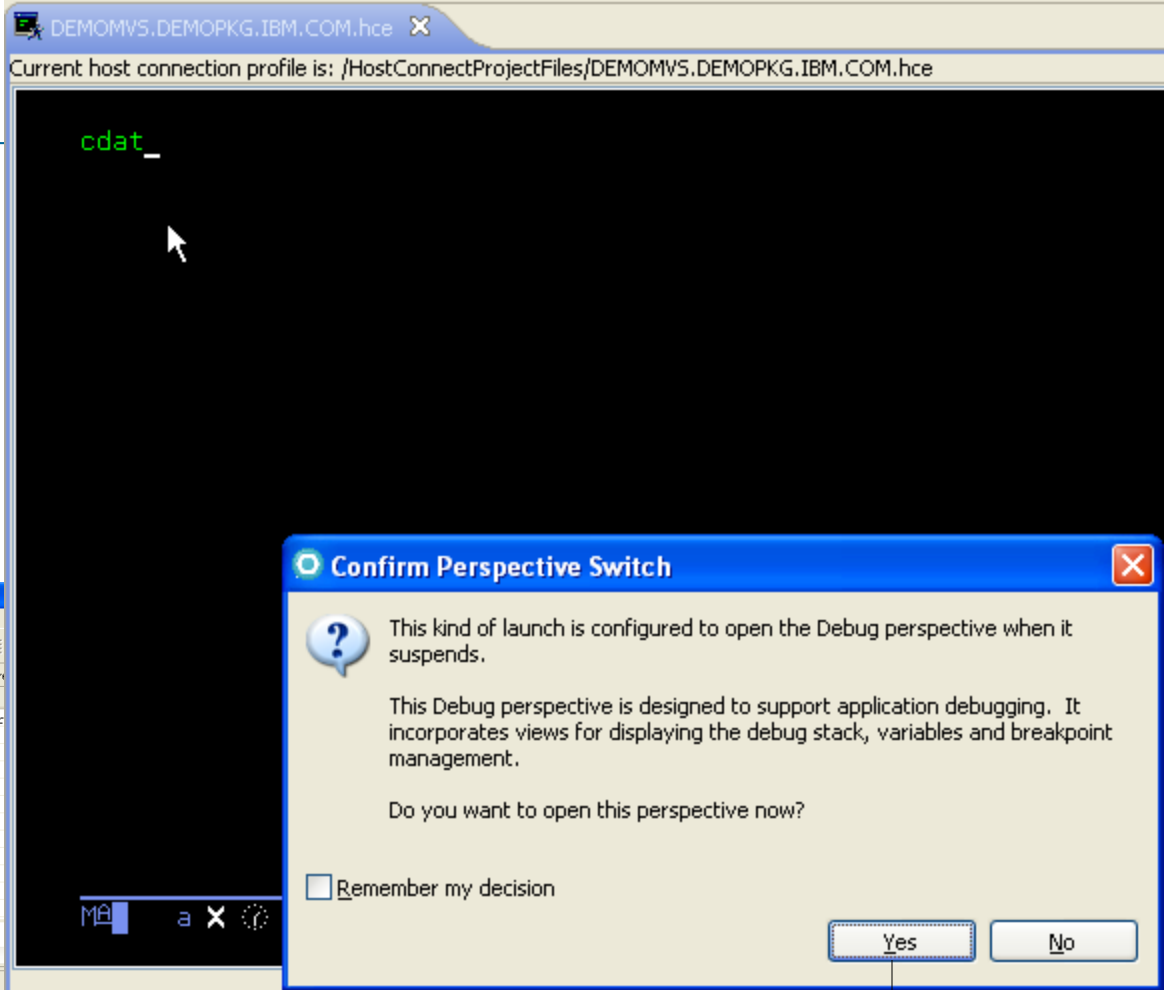 DEMOMVS.DEMOPKG.IBM.COM.hce
Current host connection profile is: /HostConnectProjectFiles/DEMOMVS.DEMOPKG.IBM.COM.hce
cdat_
Confirm Perspective Switch
This kind of launch is configured to open the Debug perspective when it
suspends.
This Debug perspective is designed to support application debugging. It
incorporates views for displaying the debug stack, variables and breakpoint
management.
Do you want to open this perspective now?
Remember my decision
MA a X
Yes No